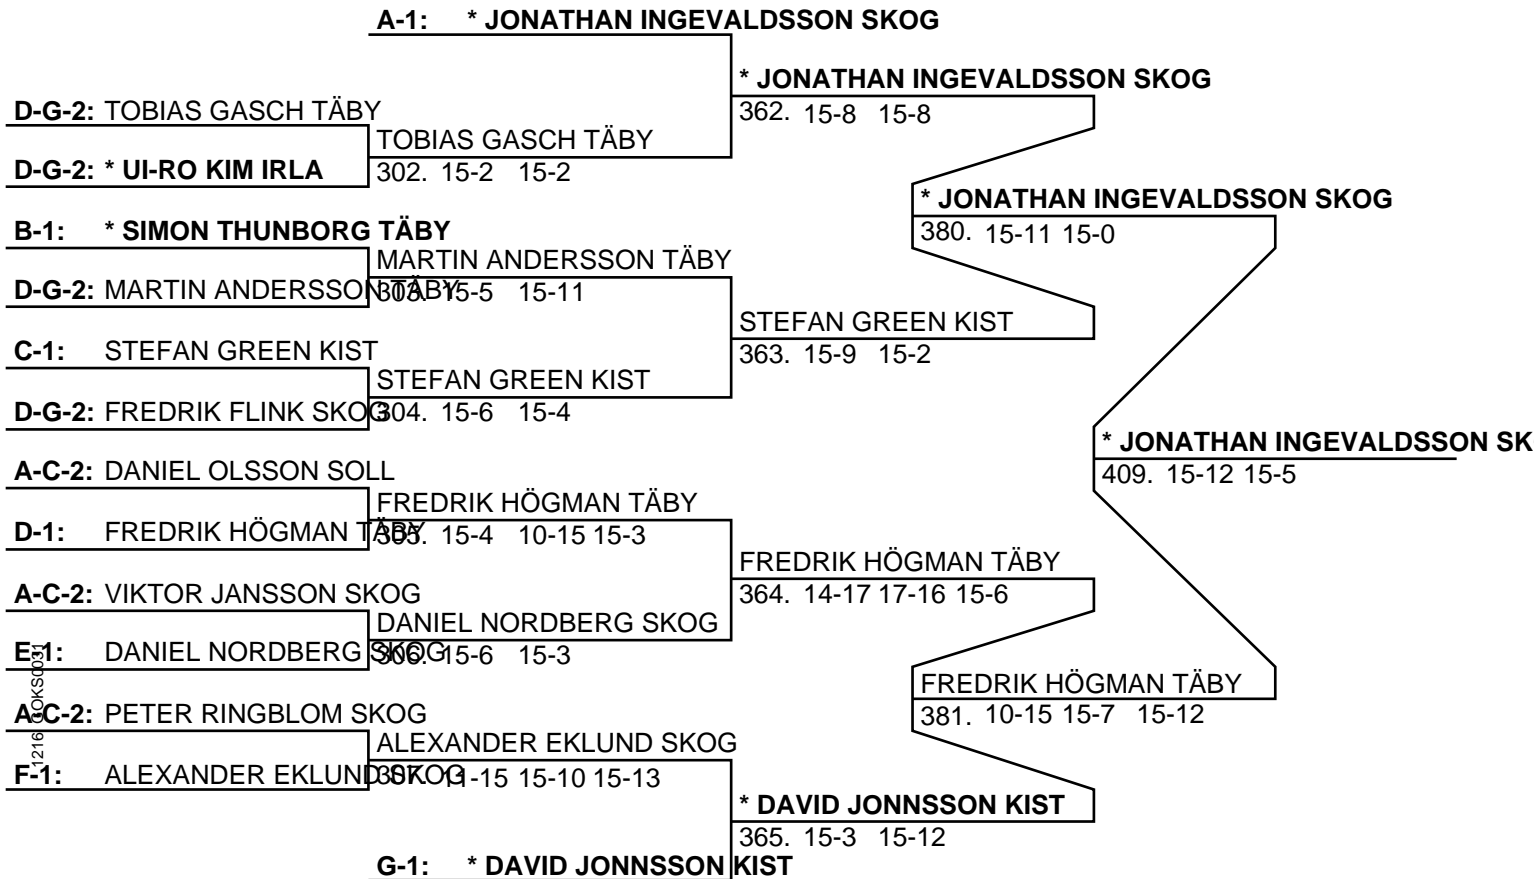 A-1: * JONATHAN INGEVALDSSON SKOG
* JONATHAN INGEVALDSSON SKOG
362. 15-8 15-8
D-G-2: TOBIAS GASCH TÄBY
TOBIAS GASCH TÄBY
302. 15-2 15-2
D-G-2: * UI-RO KIM IRLA
* JONATHAN INGEVALDSSON SKOG
380. 15-11 15-0
B-1: * SIMON THUNBORG TÄBY
MARTIN ANDERSSON TÄBY
303. 15-5 15-11
D-G-2: MARTIN ANDERSSON TÄBY
STEFAN GREEN KIST
363. 15-9 15-2
C-1: STEFAN GREEN KIST
STEFAN GREEN KIST
304. 15-6 15-4
D-G-2: FREDRIK FLINK SKOG
* JONATHAN INGEVALDSSON SK
409. 15-12 15-5
A-C-2: DANIEL OLSSON SOLL
FREDRIK HÖGMAN TÄBY
305. 15-4 10-15 15-3
D-1: FREDRIK HÖGMAN TÄBY
FREDRIK HÖGMAN TÄBY
364. 14-17 17-16 15-6
A-C-2: VIKTOR JANSSON SKOG
DANIEL NORDBERG SKOG
306. 15-6 15-3
E-1: DANIEL NORDBERG SKOG
FREDRIK HÖGMAN TÄBY
381. 10-15 15-7 15-12
A-C-2: PETER RINGBLOM SKOG
ALEXANDER EKLUND SKOG
307. 11-15 15-10 15-13
F-1: ALEXANDER EKLUND SKOG
* DAVID JONNSSON KIST
365. 15-3 15-12
G-1: * DAVID JONNSSON KIST